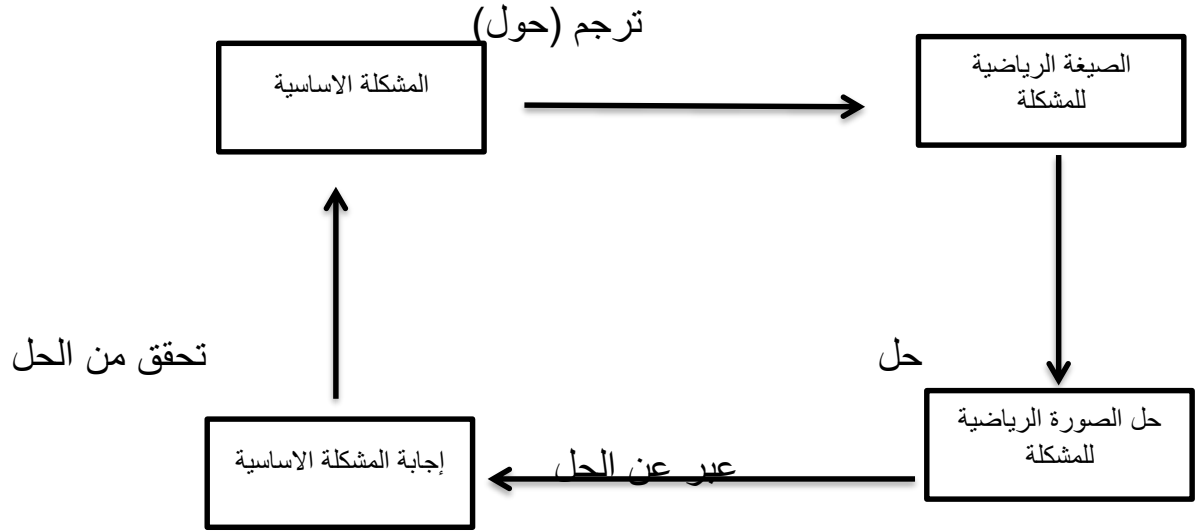 ترجم (حول)
المشكلة الاساسية
الصيغة الرياضية
للمشكلة
حل
حل الصورة الرياضية
للمشكلة
عبر عن الحل
إجابة المشكلة الاساسية
تحقق من الحل